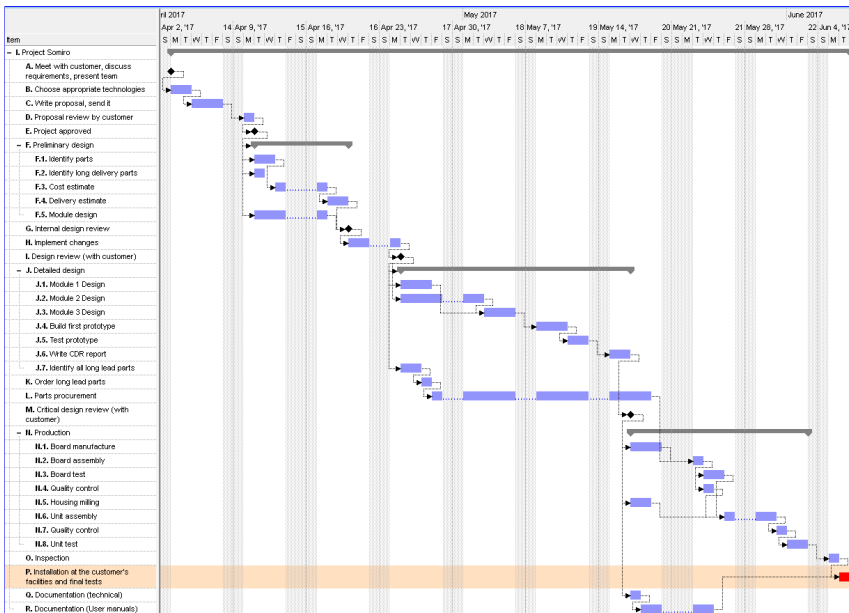 ril 2017 May 2017 June 2017
Apr 2, '17 14 Apr 9, '17 15 Apr 16, '17 16 Apr 23, '17 17 Apr 30, '17 18 May 7, '17 19 May 14, '17 20 May 21, '17 21 May 28, '17 22 Jun 4, '17
Item S M T W T F S S M T W T F S S M T W T F S S M T W T F S S M T W T F S S M T W T F S S M T W T F S S M T W T F S S M T W T F S S M T
I. Project Somiro
A. Meet with customer, discuss
requirements, present team
B. Choose appropriate technologies
C. Write proposal, send it
D. Proposal review by customer
E. Project approved
F. Preliminary design
F.1. Identify parts
F.2. Identify long delivery parts
F.3. Cost estimate
F.4. Delivery estimate
F.5. Module design
G. Internal design review
H. Implement changes
I. Design review (with customer)
J. Detailed design
J.1. Module 1 Design
J.2. Module 2 Design
J.3. Module 3 Design
J.4. Build first prototype
J.5. Test prototype
J.6. Write CDR report
J.7. Identify all long lead parts
K. Order long lead parts
L. Parts procurement
M. Critical design review (with
customer)
N. Production
N.1. Board manufacture
N.2. Board assembly
N.3. Board test
N.4. Quality control
N.5. Housing milling
N.6. Unit assembly
N.7. Quality control
N.8. Unit test
O. Inspection
P. Installation at the customer's
facilities and final tests
Q. Documentation (technical)
R. Documentation (User manuals)